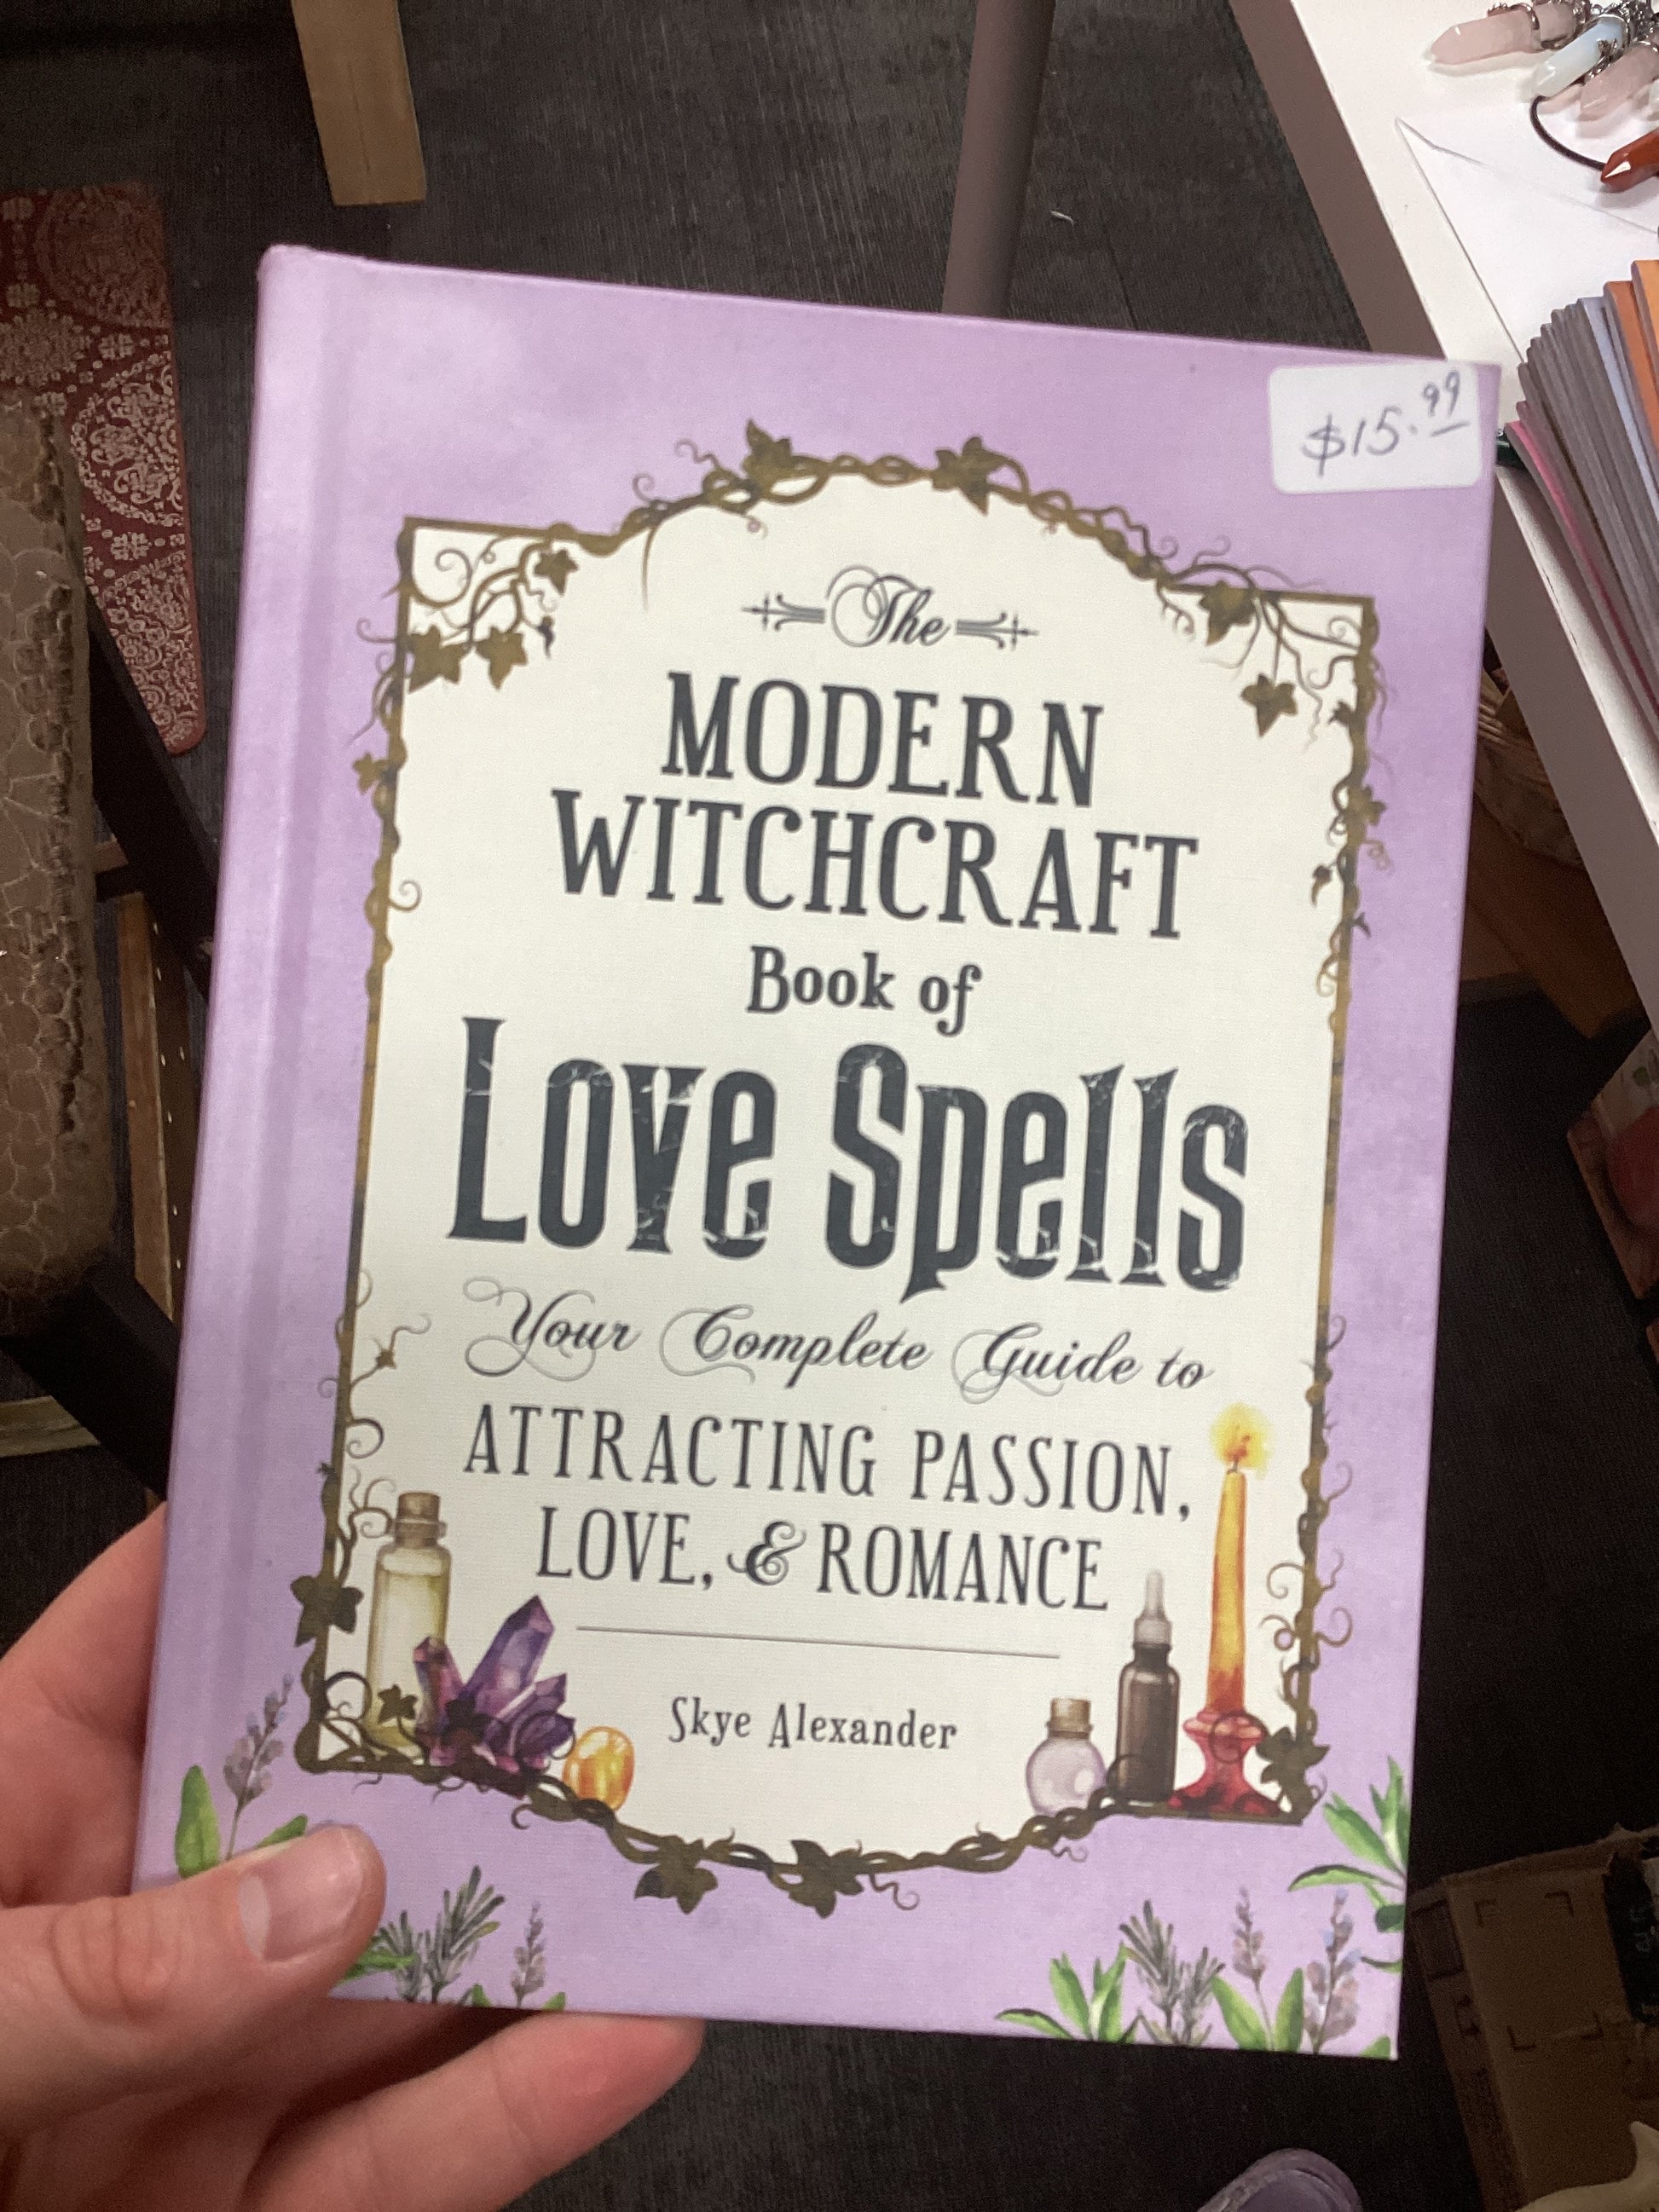 $15.99
The
MODERN
WITCHCRAFT
Book of
Love Spells
Your Complete Guide to
ATTRACTING PASSION,
LOVE, & ROMANCE
Skye Alexander